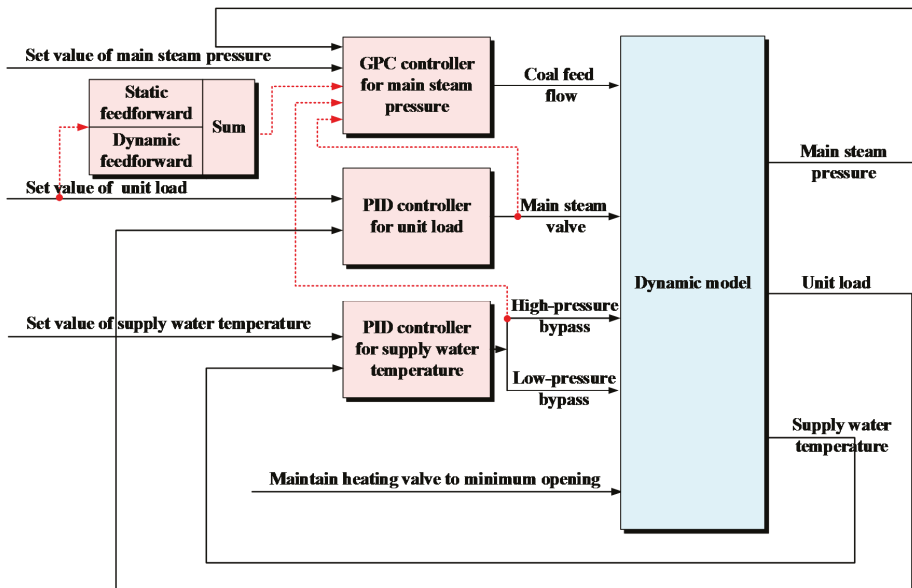 Set value of main steam pressure
GPC controller
for main steam
pressure
Coal feed
flow
Static
feedforward
Dynamic
feedforward
Sum
Main steam
pressure
Set value of unit load
PID controller
for unit load
Main steam
valve
Dynamic model
Unit load
Set value of supply water temperature
PID controller
for supply water
temperature
High-pressure
bypass
Low-pressure
bypass
Supply water
temperature
Maintain heating valve to minimum opening